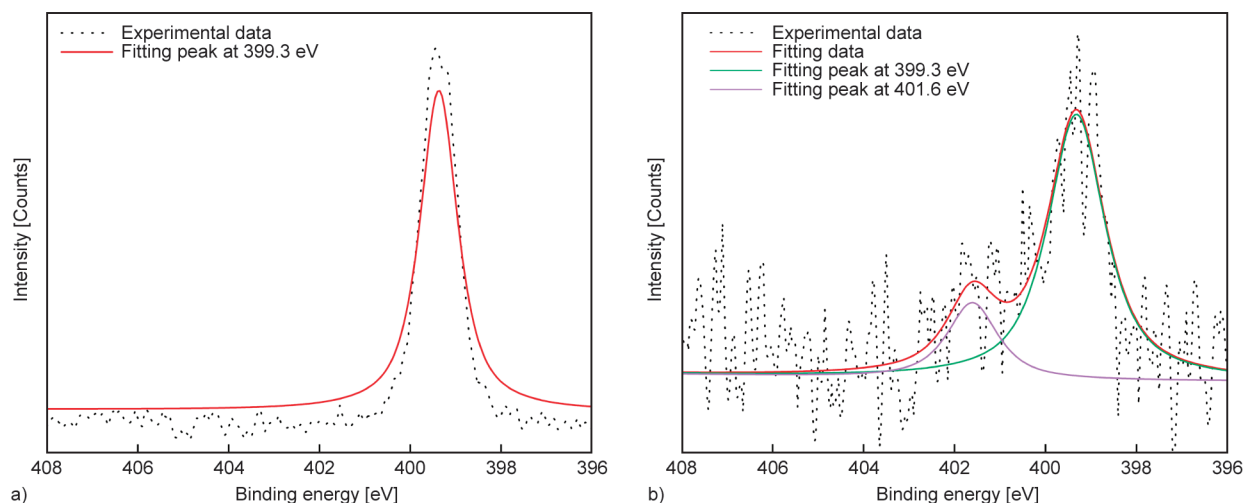 Experimental data
Fitting peak at 399.3 eV
Intensity [Counts]
408 406 404 402 400 398 396
Binding energy [eV]
a)
Experimental data
Fitting data
Fitting peak at 399.3 eV
Fitting peak at 401.6 eV
Intensity [Counts]
408 406 404 402 400 398 396
Binding energy [eV]
b)